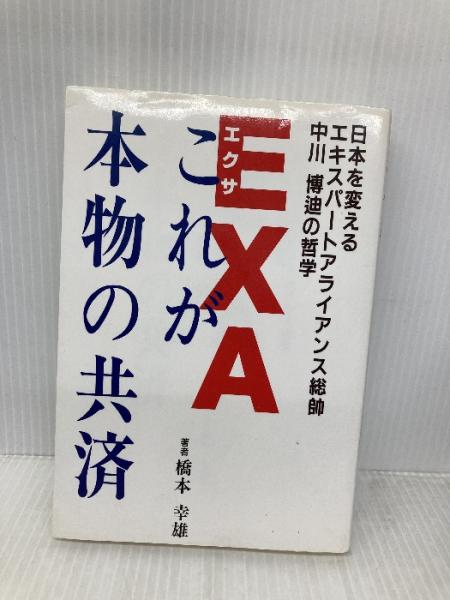 日本を変える
エキスパートアライアンス総帥
中川 博迪の哲学
EXA
エクサ
これが
本物の共済
著者 橋本 幸雄